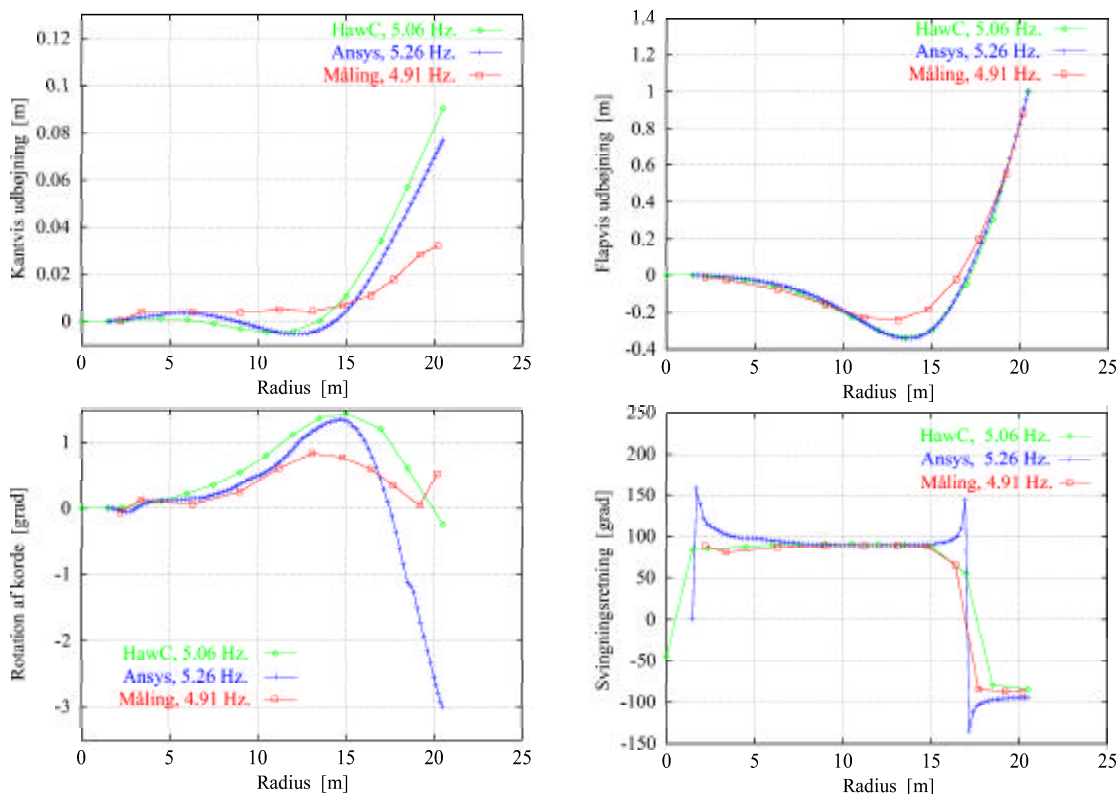 0.12
0.1
0.08
0.06
0.04
0.02
0
Kantvis udbøjning [m]
HawC, 5.06 Hz.
Ansys, 5.26 Hz.
Måling, 4.91 Hz.
0 5 10 15 20 25
Radius [m]
1.4
1.2
1
0.8
0.6
0.4
0.2
0
-0.2
-0.4
Flapvis udbøjning [m]
HawC, 5.06 Hz.
Ansys, 5.26 Hz.
Måling, 4.91 Hz.
0 5 10 15 20 25
Radius [m]
1
0
-1
-2
-3
Rotation af korde [grad]
HawC, 5.06 Hz.
Ansys, 5.26 Hz.
Måling, 4.91 Hz.
0 5 10 15 20 25
Radius [m]
250
200
150
100
50
0
-50
-100
-150
Svingningsretning [grad]
HawC, 5.06 Hz.
Ansys, 5.26 Hz.
Måling, 4.91 Hz.
0 5 10 15 20 25
Radius [m]